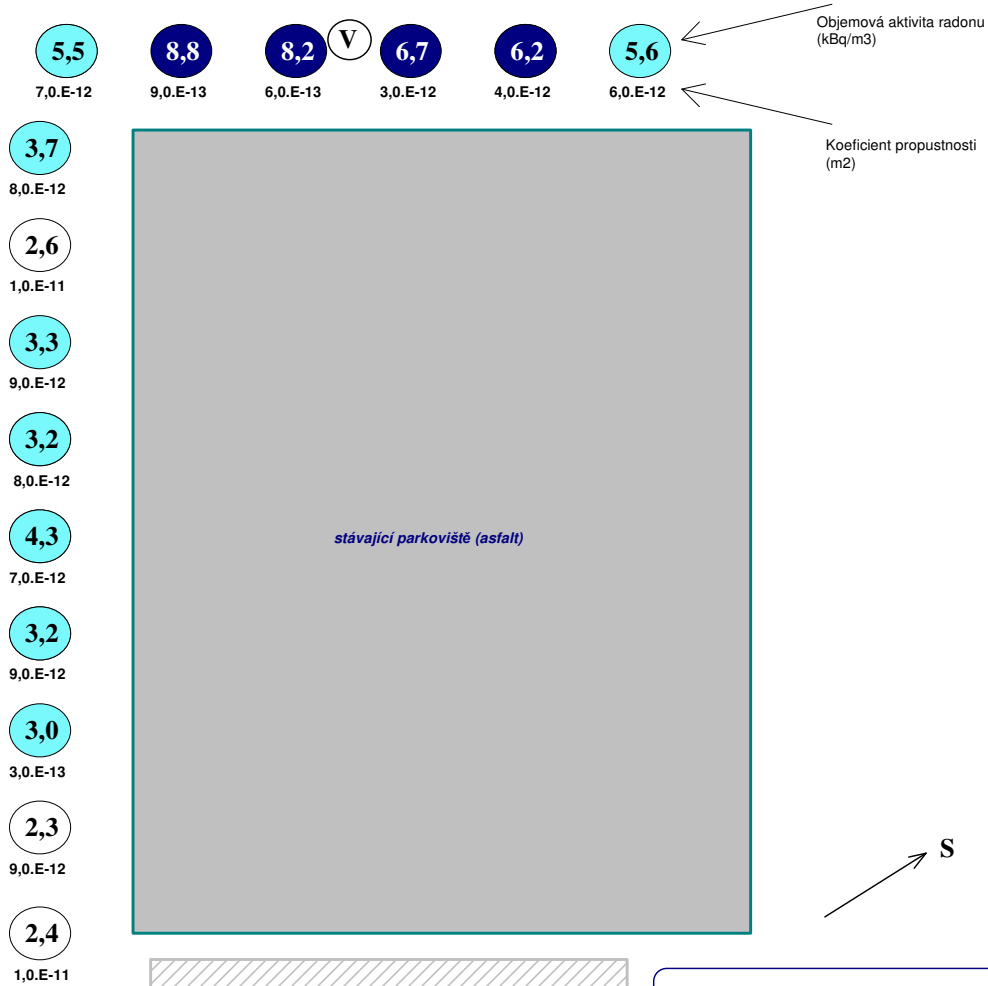 Objemová aktivita radonu
(kBq/m3)
5,5 8,8 8,2 V 6,7 6,2 5,6
7,0.E-12 9,0.E-13 6,0.E-13 3,0.E-12 4,0.E-12 6,0.E-12
Koeficient propustnosti
(m2)
3,7
8,0.E-12
2,6
1,0.E-11
3,3
9,0.E-12
3,2
8,0.E-12
4,3
stávající parkoviště (asfalt)
7,0.E-12
3,2
9,0.E-12
3,0
3,0.E-13
2,3
9,0.E-12
S
2,4
1,0.E-11